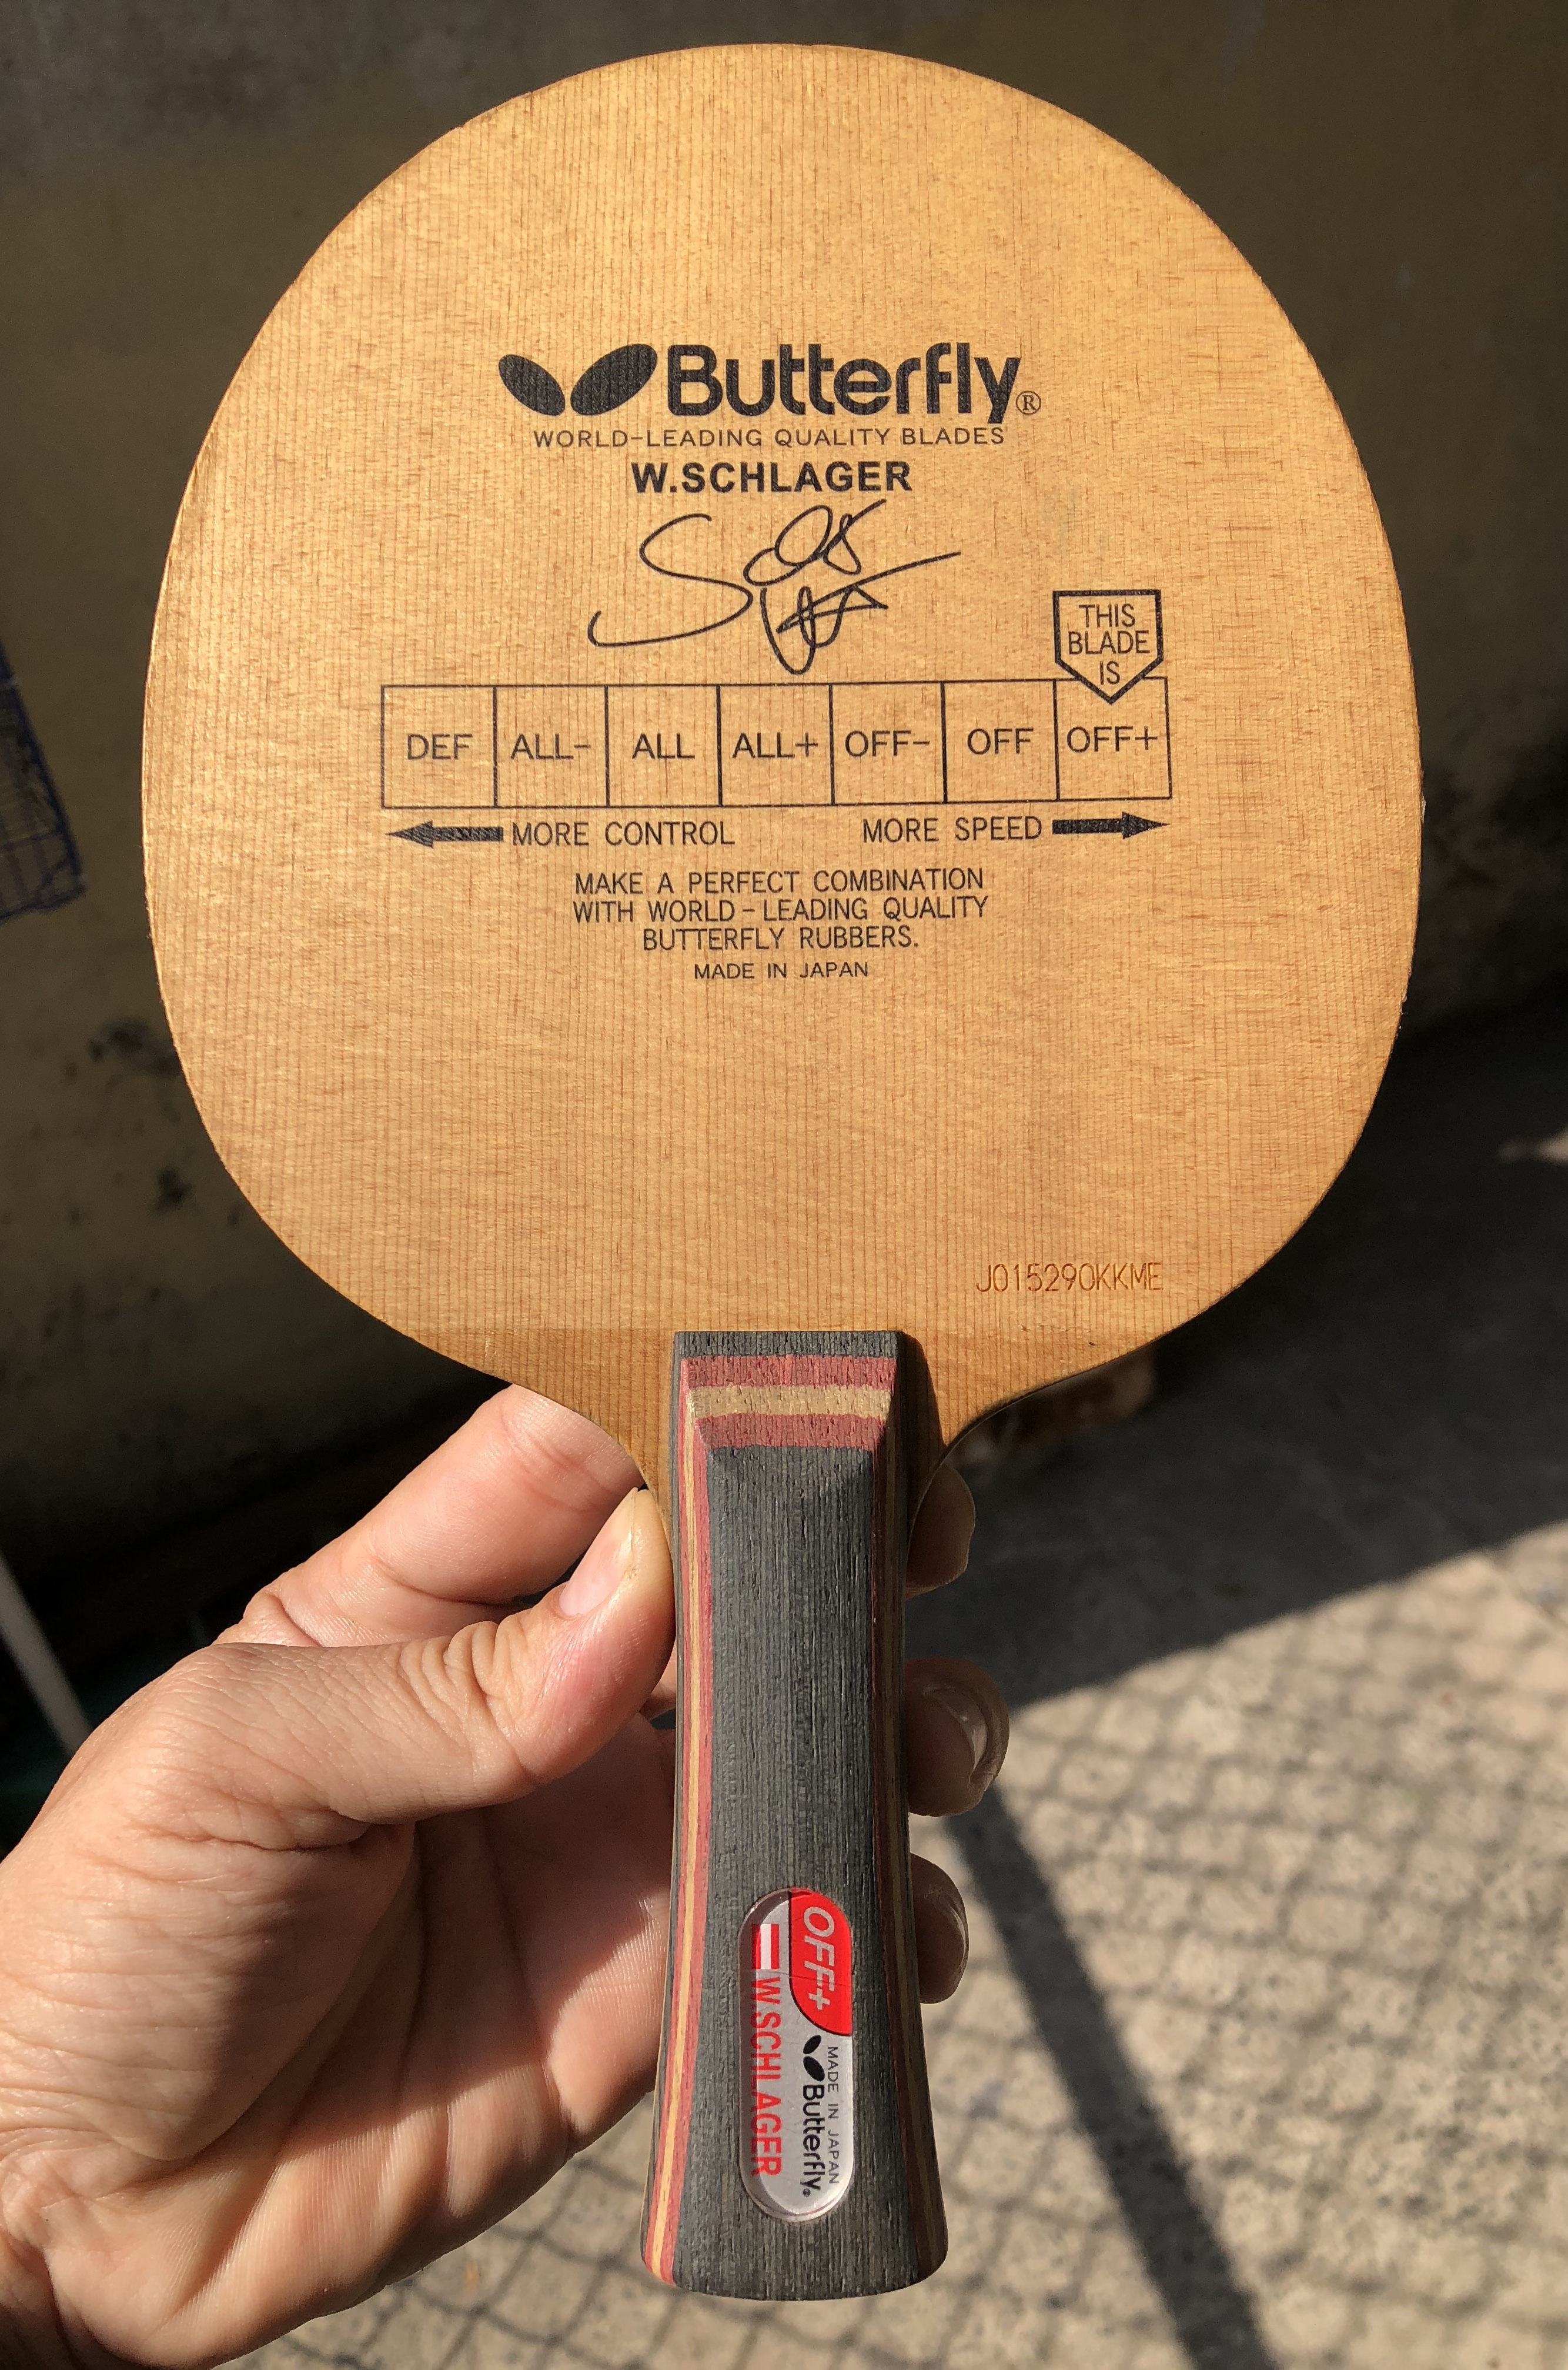 Butterfly®
WORLD-LEADING QUALITY BLADES
W.SCHLAGER
THIS
BLADE
IS
DEF ALL- ALL ALL+ OFF- OFF OFF+
MORE CONTROL MORE SPEED
MAKE A PERFECT COMBINATION
WITH WORLD-LEADING QUALITY
BUTTERFLY RUBBERS.
MADE IN JAPAN
J015290KKME
OFF+
MADE IN JAPAN
Butterfly®
W.SCHLAGER